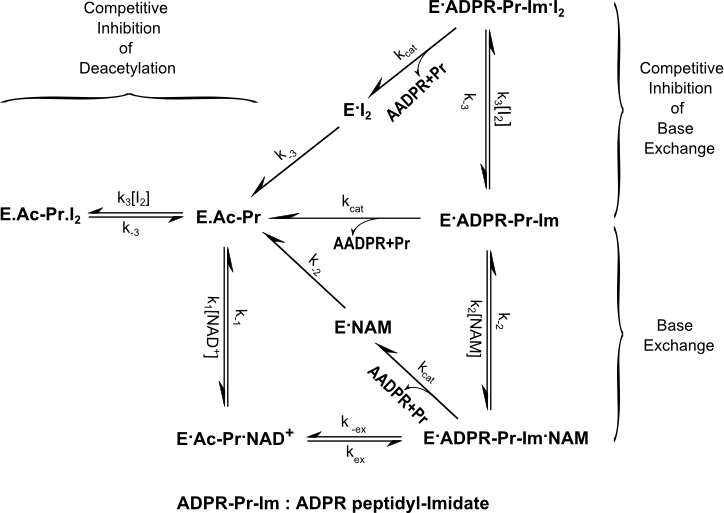 Competitive
Inhibition
of
Deacetylation
E·ADPR-Pr-Im·I2
kcat
AADPR+Pr
E·I2
k-3
k3[I2]
k-3
Competitive
Inhibition
of
Base
Exchange
E.Ac-Pr.I2
k3[I2]
k-3
E.Ac-Pr
kcat
AADPR+Pr
E·ADPR-Pr-Im
k-1
k1[NAD+]
k-2
E·NAM
kcat
AADPR+Pr
k-2
k2[NAM]
Base
Exchange
E·Ac-Pr·NAD+
k-ex
kex
E·ADPR-Pr-Im·NAM
ADPR-Pr-Im : ADPR peptidyl-Imidate